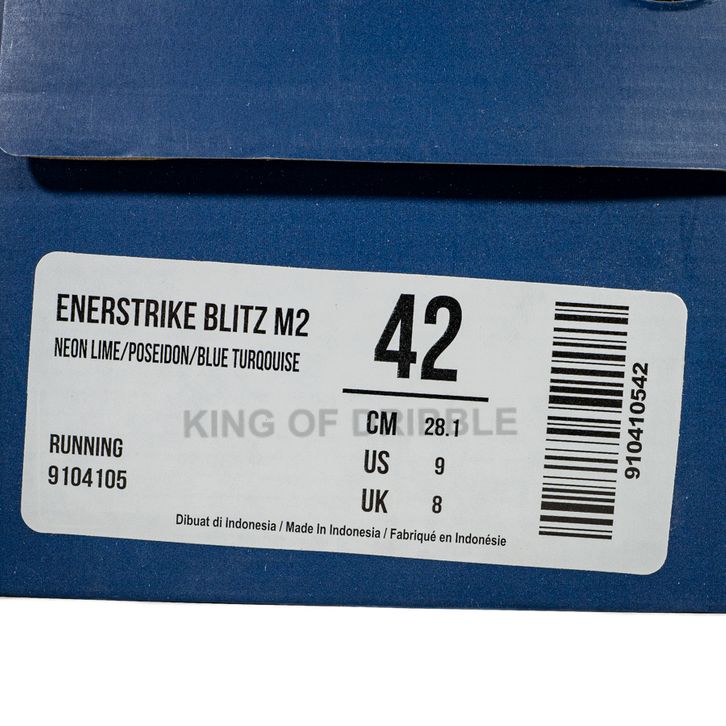 ENERSTRIKE BLITZ M2
NEON LIME/POSEIDON/BLUE TURQOUISE
RUNNING
9104105
42
CM 28.1
US 9
UK 8
KING OF DRIBBLE
Dibuat di Indonesia / Made In Indonesia / Fabriqué en Indonésie
910410542